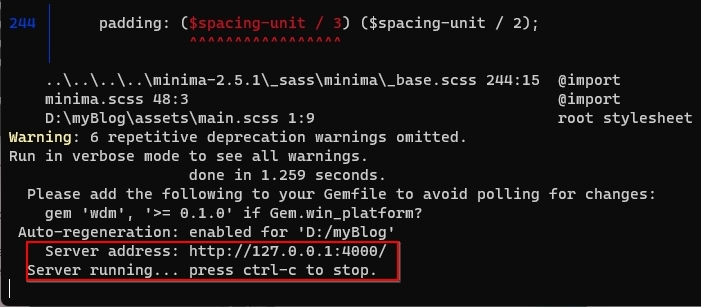 244 padding: ($spacing-unit / 3) ($spacing-unit / 2);
^^^^^^^^^^^^^^^^^
..\..\..\..\minima-2.5.1\_sass\minima\_base.scss 244:15 @import
minima.scss 48:3 @import
D:\myBlog\assets\main.scss 1:9 root stylesheet
Warning: 6 repetitive deprecation warnings omitted.
Run in verbose mode to see all warnings.
done in 1.259 seconds.
Please add the following to your Gemfile to avoid polling for changes:
gem 'wdm', '>= 0.1.0' if Gem.win_platform?
Auto-regeneration: enabled for 'D:/myBlog'
Server address: http://127.0.0.1:4000/
Server running... press ctrl-c to stop.